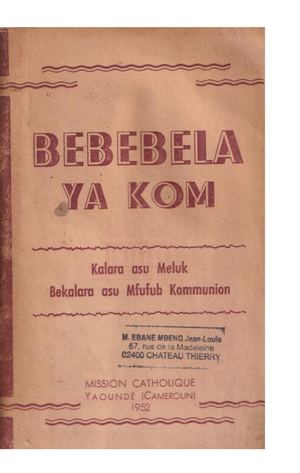 BEBEBELA
YA KOM
Kalara asu Meluk
Bekalara asu Mfufub Kommunion
M. EBANE MBENG Jean-Louis
67, rue de la Madeleine
02400 CHATEAU THIERRY
MISSION CATHOLIQUE
YAOUNDÉ (CAMEROUN)
1952